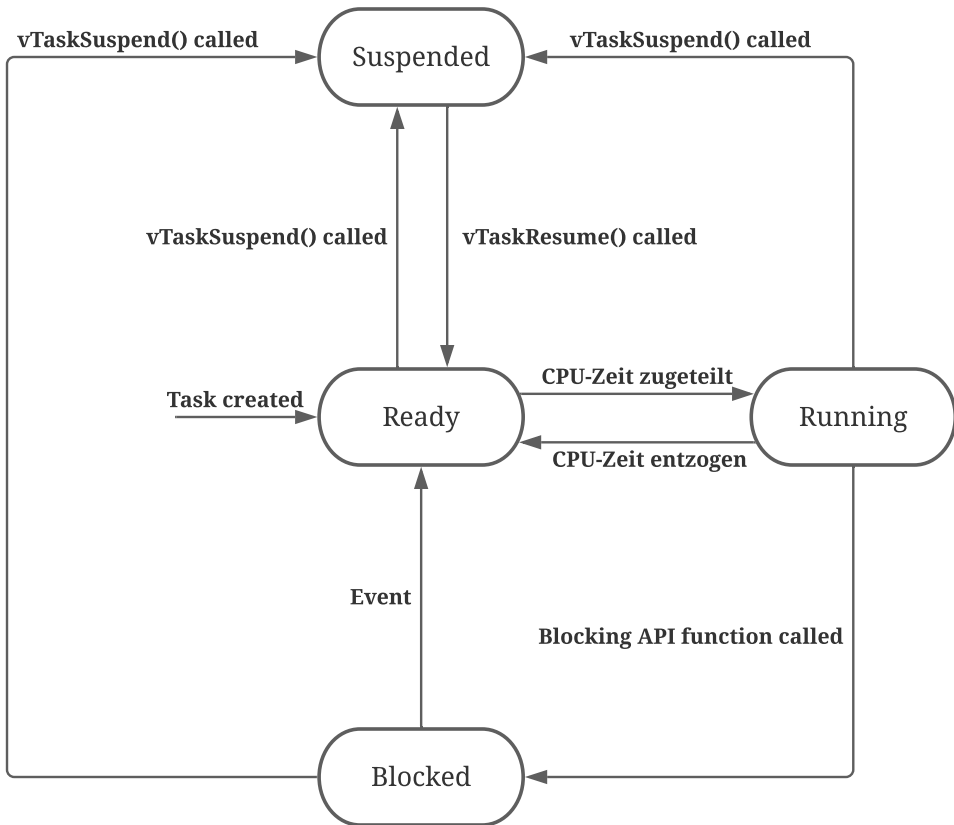 vTaskSuspend() called
vTaskSuspend() called
Suspended
vTaskSuspend() called
vTaskResume() called
CPU-Zeit zugeteilt
Task created
Ready
Running
CPU-Zeit entzogen
Event
Blocking API function called
Blocked